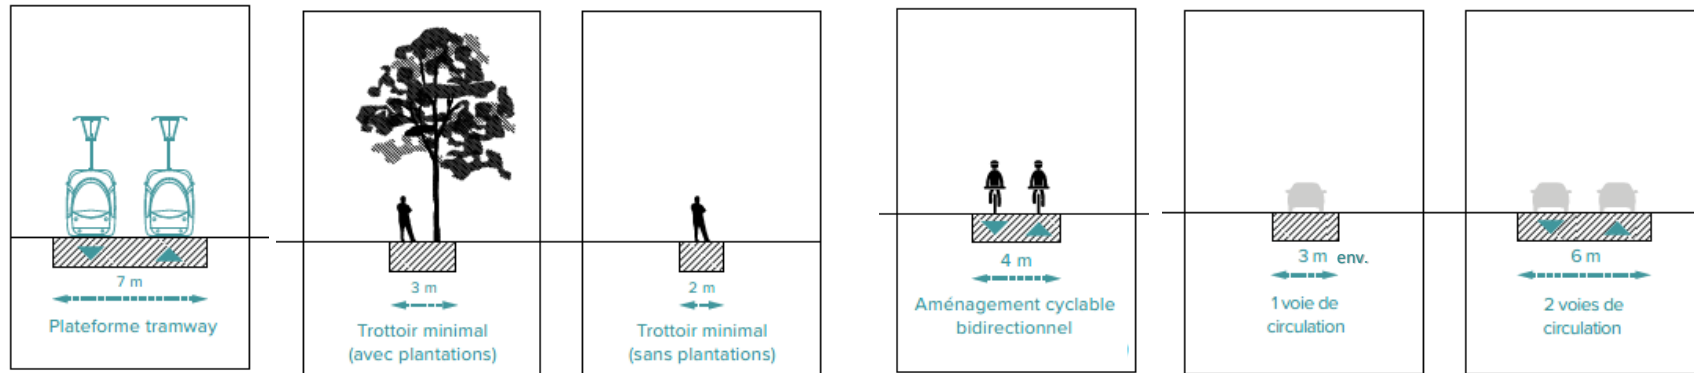 7 m
Plateforme tramway
3 m
Trottoir minimal
(avec plantations)
2 m
Trottoir minimal
(sans plantations)
4 m
Aménagement cyclable
bidirectionnel
3 m env.
1 voie de
circulation
6 m
2 voies de
circulation